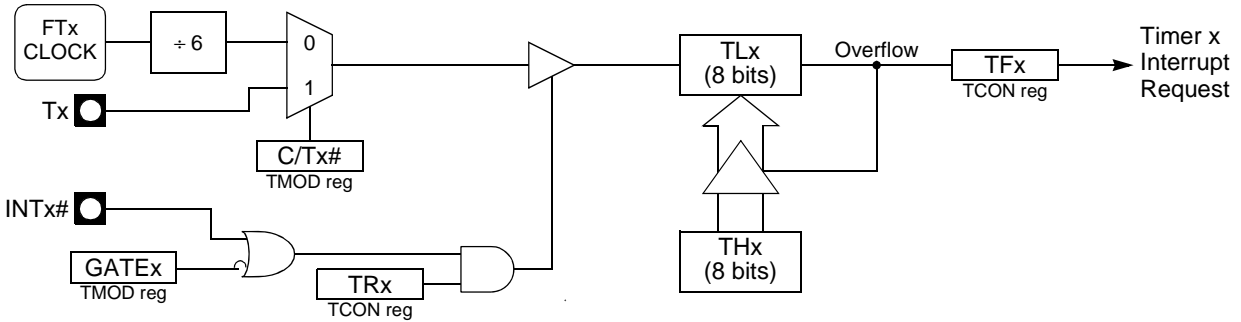 FTx
CLOCK
÷ 6
0
1
Tx
C/Tx#
TMOD reg
INTx#
GATEx
TMOD reg
TRx
TCON reg
TLx
(8 bits)
Overflow
TFx
TCON reg
Timer x
Interrupt
Request
THx
(8 bits)